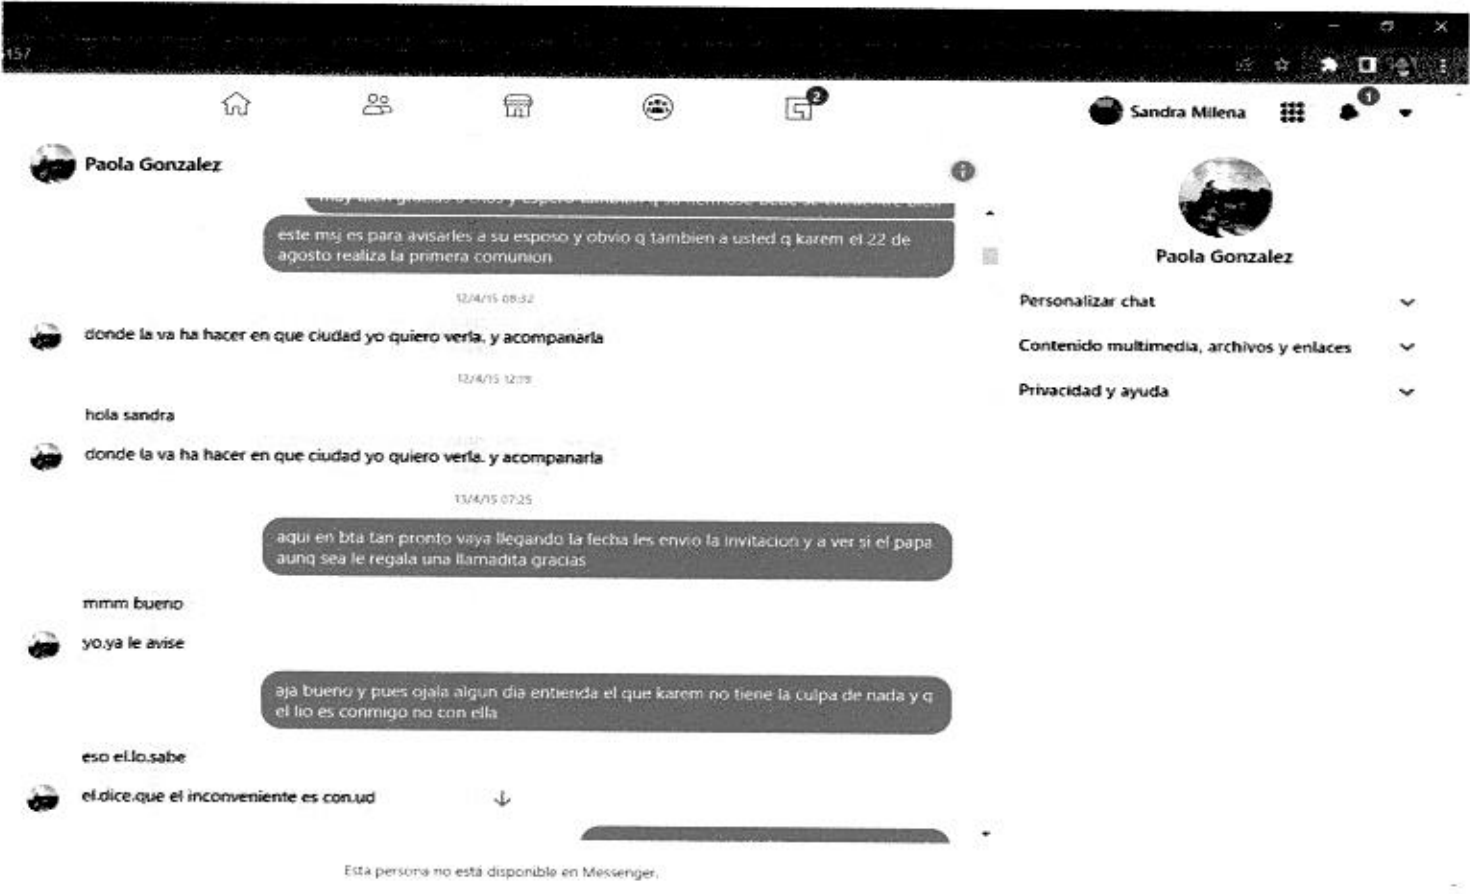 157
2
1
Sandra Milena
Paola Gonzalez
este msj es para avisarles a su esposo y obvio q tambien a usted q karem el 22 de
agosto realiza la primera comunion
12/4/15 08:32
donde la va ha hacer en que ciudad yo quiero verla. y acompanarla
12/4/15 12:19
hola sandra
donde la va ha hacer en que ciudad yo quiero verla. y acompanarla
13/4/15 07:25
aqui en bta tan pronto vaya llegando la fecha les envio la invitacion y a ver si el papa
aunq sea le regala una llamadita gracias
mmm bueno
yo.ya le avise
aja bueno y pues ojala algun dia entienda el que karem no tiene la culpa de nada y q
el lio es conmigo no con ella
eso el.lo.sabe
el.dice.que el inconveniente es con.ud
Esta persona no está disponible en Messenger.
Paola Gonzalez
Personalizar chat
Contenido multimedia, archivos y enlaces
Privacidad y ayuda